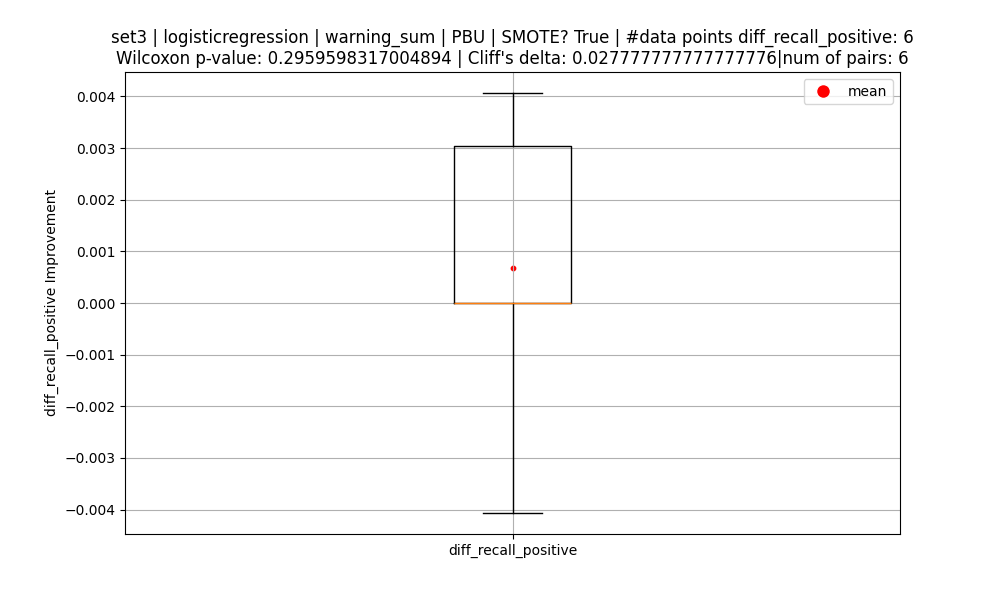 set3 | logisticregression | warning_sum | PBU | SMOTE? True | #data points diff_recall_positive: 6
Wilcoxon p-value: 0.2959598317004894 | Cliff's delta: 0.027777777777777776|num of pairs: 6
mean
0.004
0.003
0.002
0.001
0.000
−0.001
−0.002
−0.003
−0.004
diff_recall_positive Improvement
diff_recall_positive